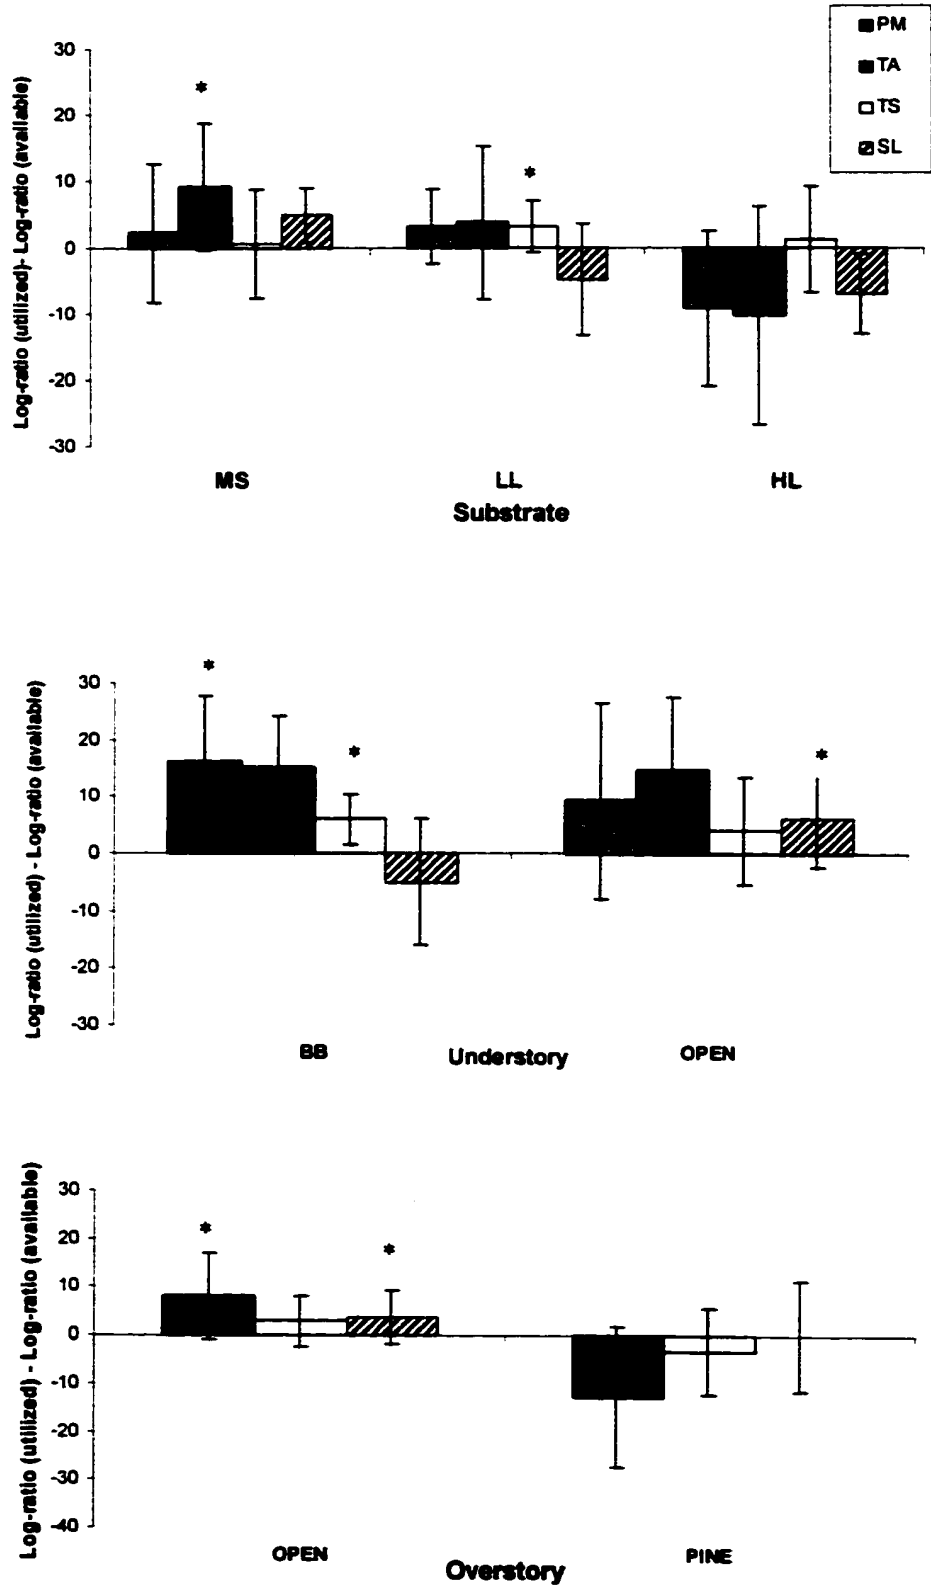 PM
TA
TS
SL
Log-ratio (utilized)- Log-ratio (available)
30
20
10
0
-10
-20
-30
*
*
MS LL HL
Substrate
Log-ratio (utilized) - Log-ratio (available)
30
20
10
0
-10
-20
-30
*
*
*
BB Understory OPEN
Log-ratio (utilized) - Log-ratio (available)
30
20
10
0
-10
-20
-30
-40
*
*
OPEN Overstory PINE